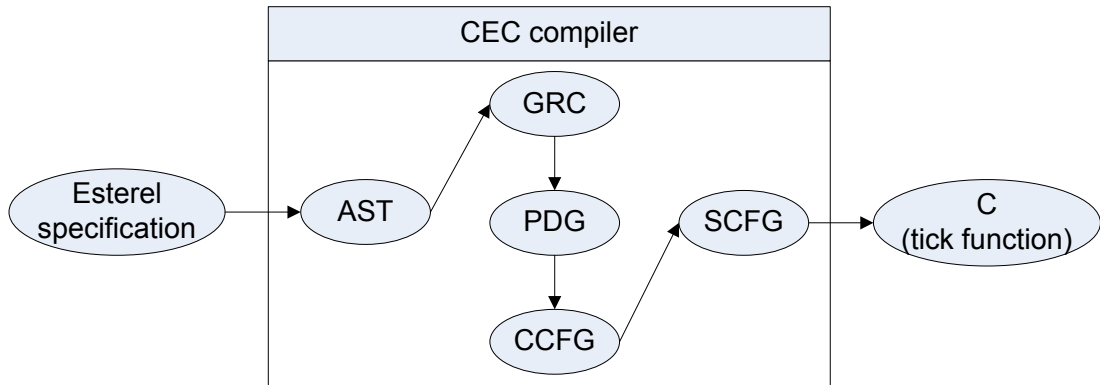 CEC compiler
GRC
Esterel
specification
AST
PDG
SCFG
C
(tick function)
CCFG